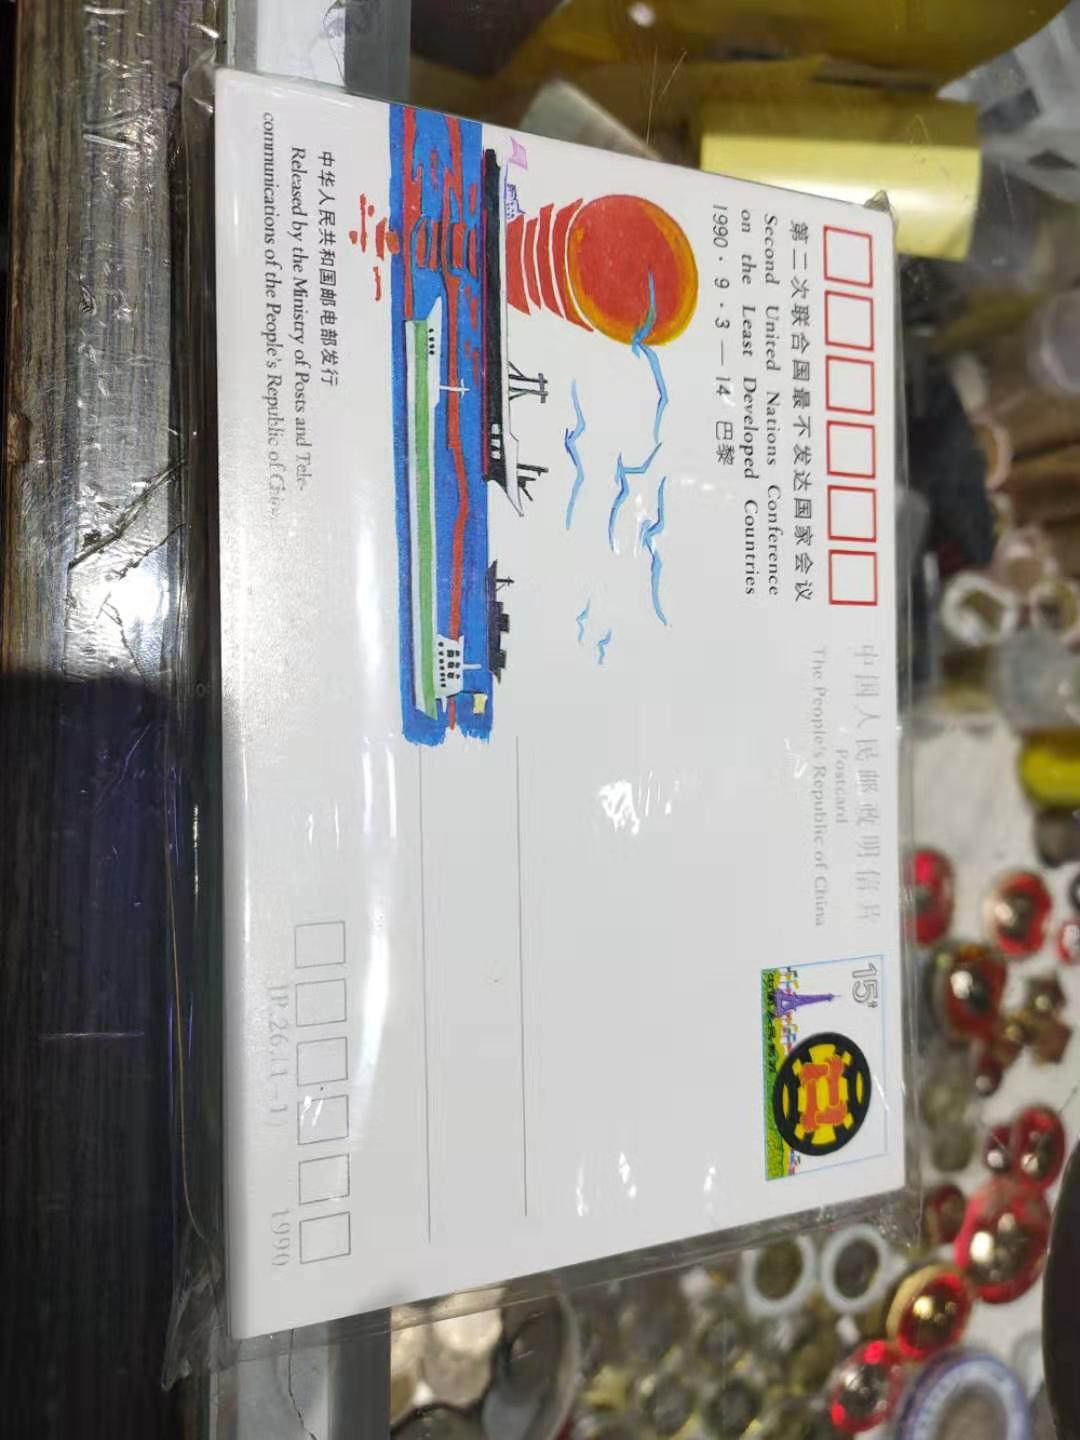 中国人民邮政明信片
Postcard
The People's Republic of China
15分
第二次联合国最不发达国家会议
Second United Nations Conference
on the Least Developed Countries
1990·9·3—14 巴黎
中华人民共和国邮电部发行
Released by the Ministry of Posts and Tele-
communications of the People's Republic of China
JP.26.(1-1)
1990